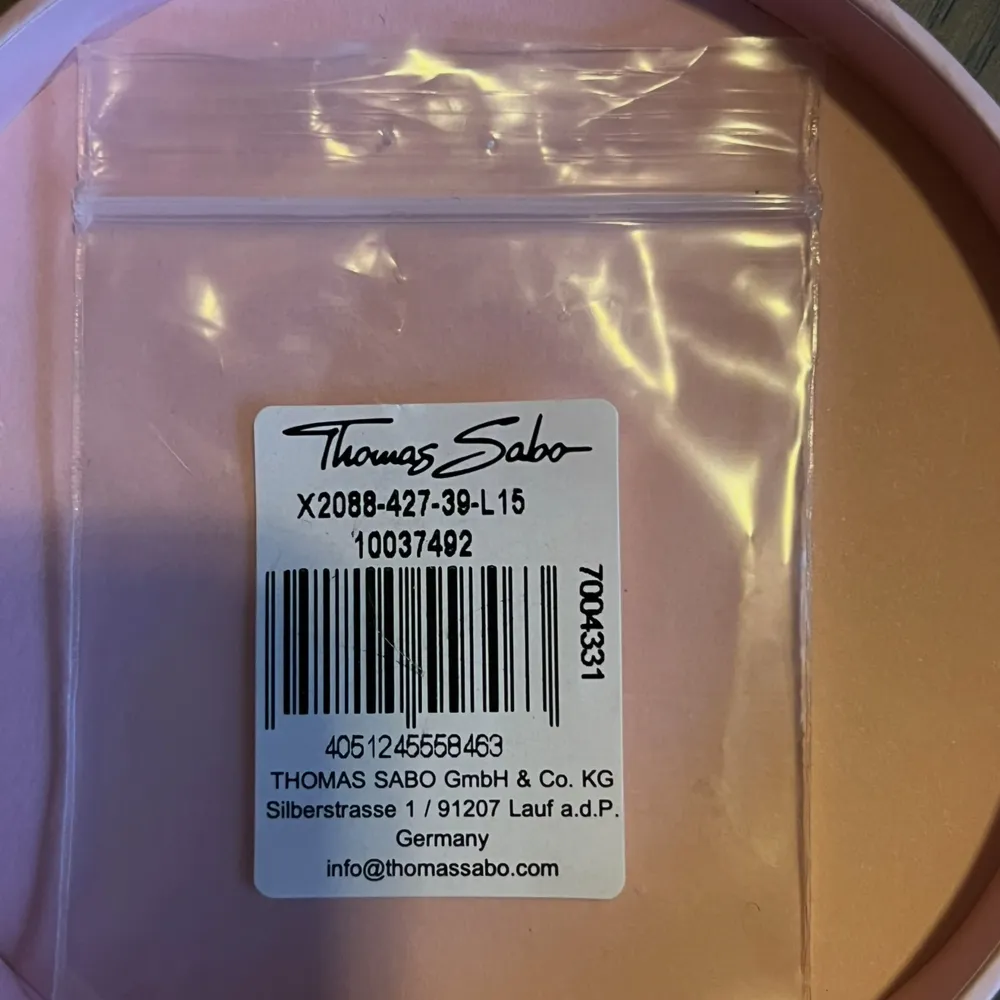 Thomas Sabo
X2088-427-39-L15
10037492
7004331
4051245558463
THOMAS SABO GmbH & Co. KG
Silberstrasse 1 / 91207 Lauf a.d.P.
Germany
info@thomassabo.com